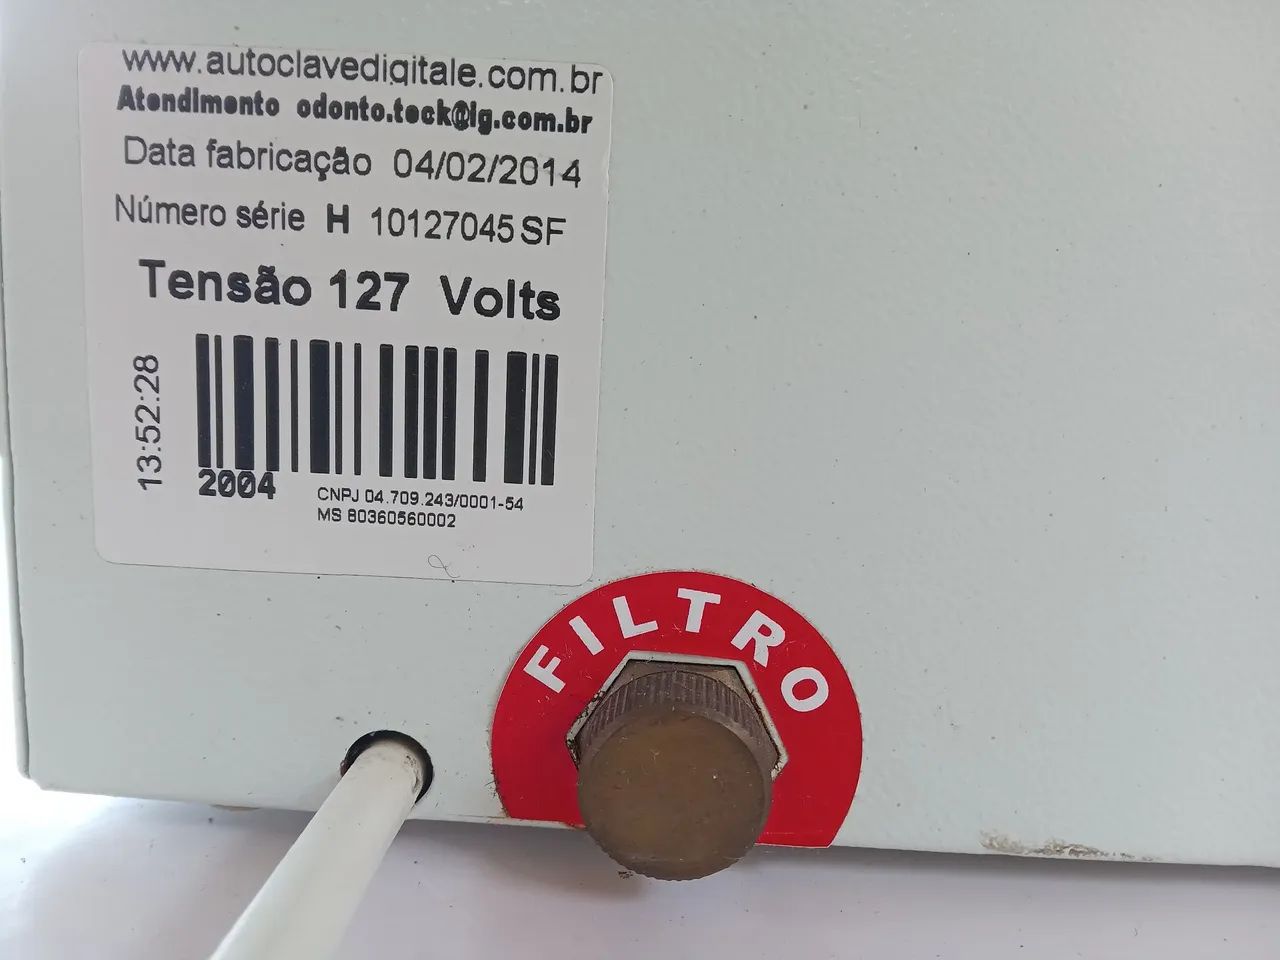 www.autoclavedigitale.com.br
Atendimento odonto.teck@ig.com.br
Data fabricação 04/02/2014
Número série H 10127045 SF
Tensão 127 Volts
13:52:28
2004
CNPJ 04.709.243/0001-54
MS 80360560002
FILTRO